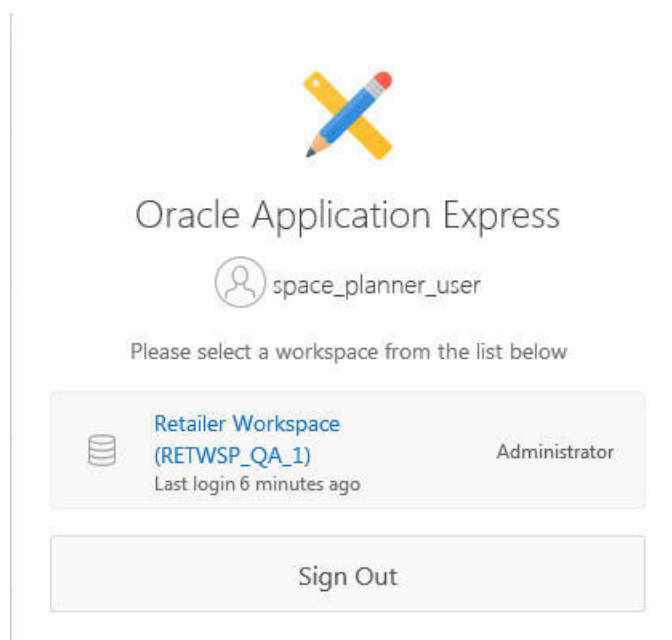 Oracle Application Express
space_planner_user
Please select a workspace from the list below
Retailer Workspace
(RETWSP_QA_1)
Administrator
Last login 6 minutes ago
Sign Out